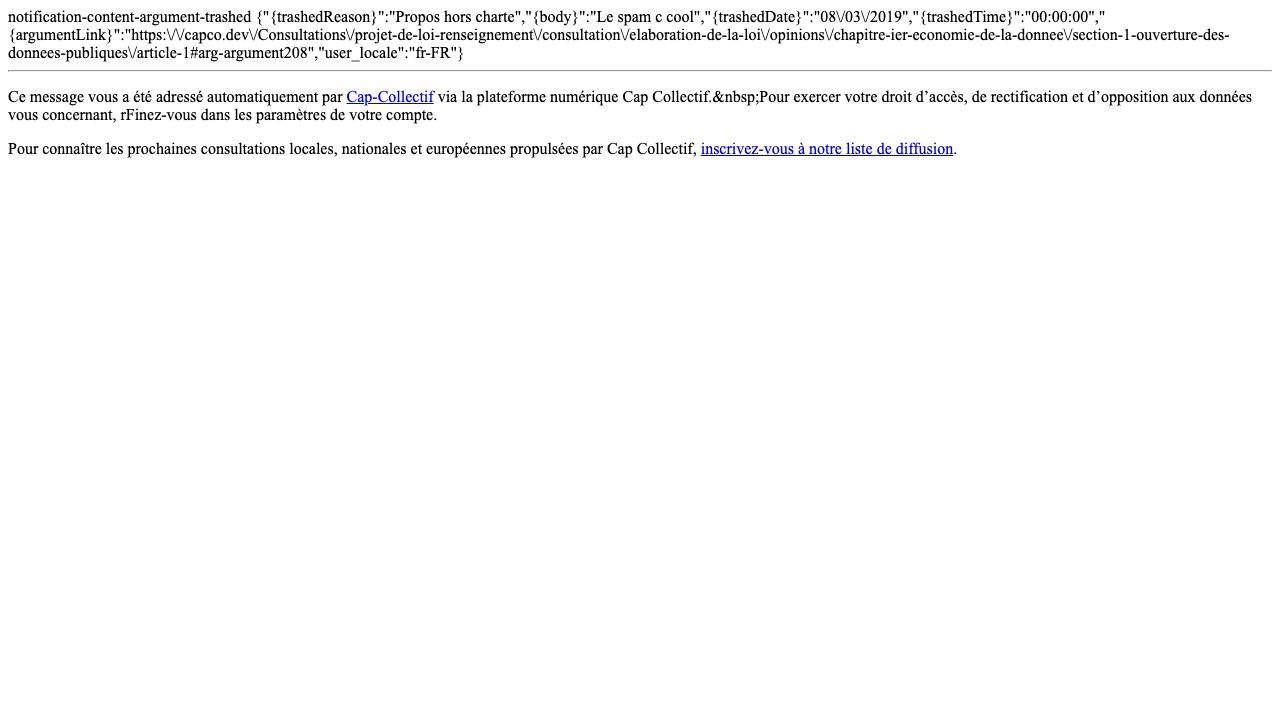 notification-content-argument-trashed {"{trashedReason}":"Propos hors charte","{body}":"Le spam c cool","{trashedDate}":"08\/03\/2019","{trashedTime}":"00:00:00","
{argumentLink}":"https:\/\/capco.dev\/Consultations\/projet-de-loi-renseignement\/consultation\/elaboration-de-la-loi\/opinions\/chapitre-ier-economie-de-la-donnee\/section-1-ouverture-des-
donnees-publiques\/article-1#arg-argument208","user_locale":"fr-FR"}
Ce message vous a été adressé automatiquement par Cap-Collectif via la plateforme numérique Cap Collectif.&nbsp;Pour exercer votre droit d’accès, de rectification et d’opposition aux données
vous concernant, rFinez-vous dans les paramètres de votre compte.
Pour connaître les prochaines consultations locales, nationales et européennes propulsées par Cap Collectif, inscrivez-vous à notre liste de diffusion.